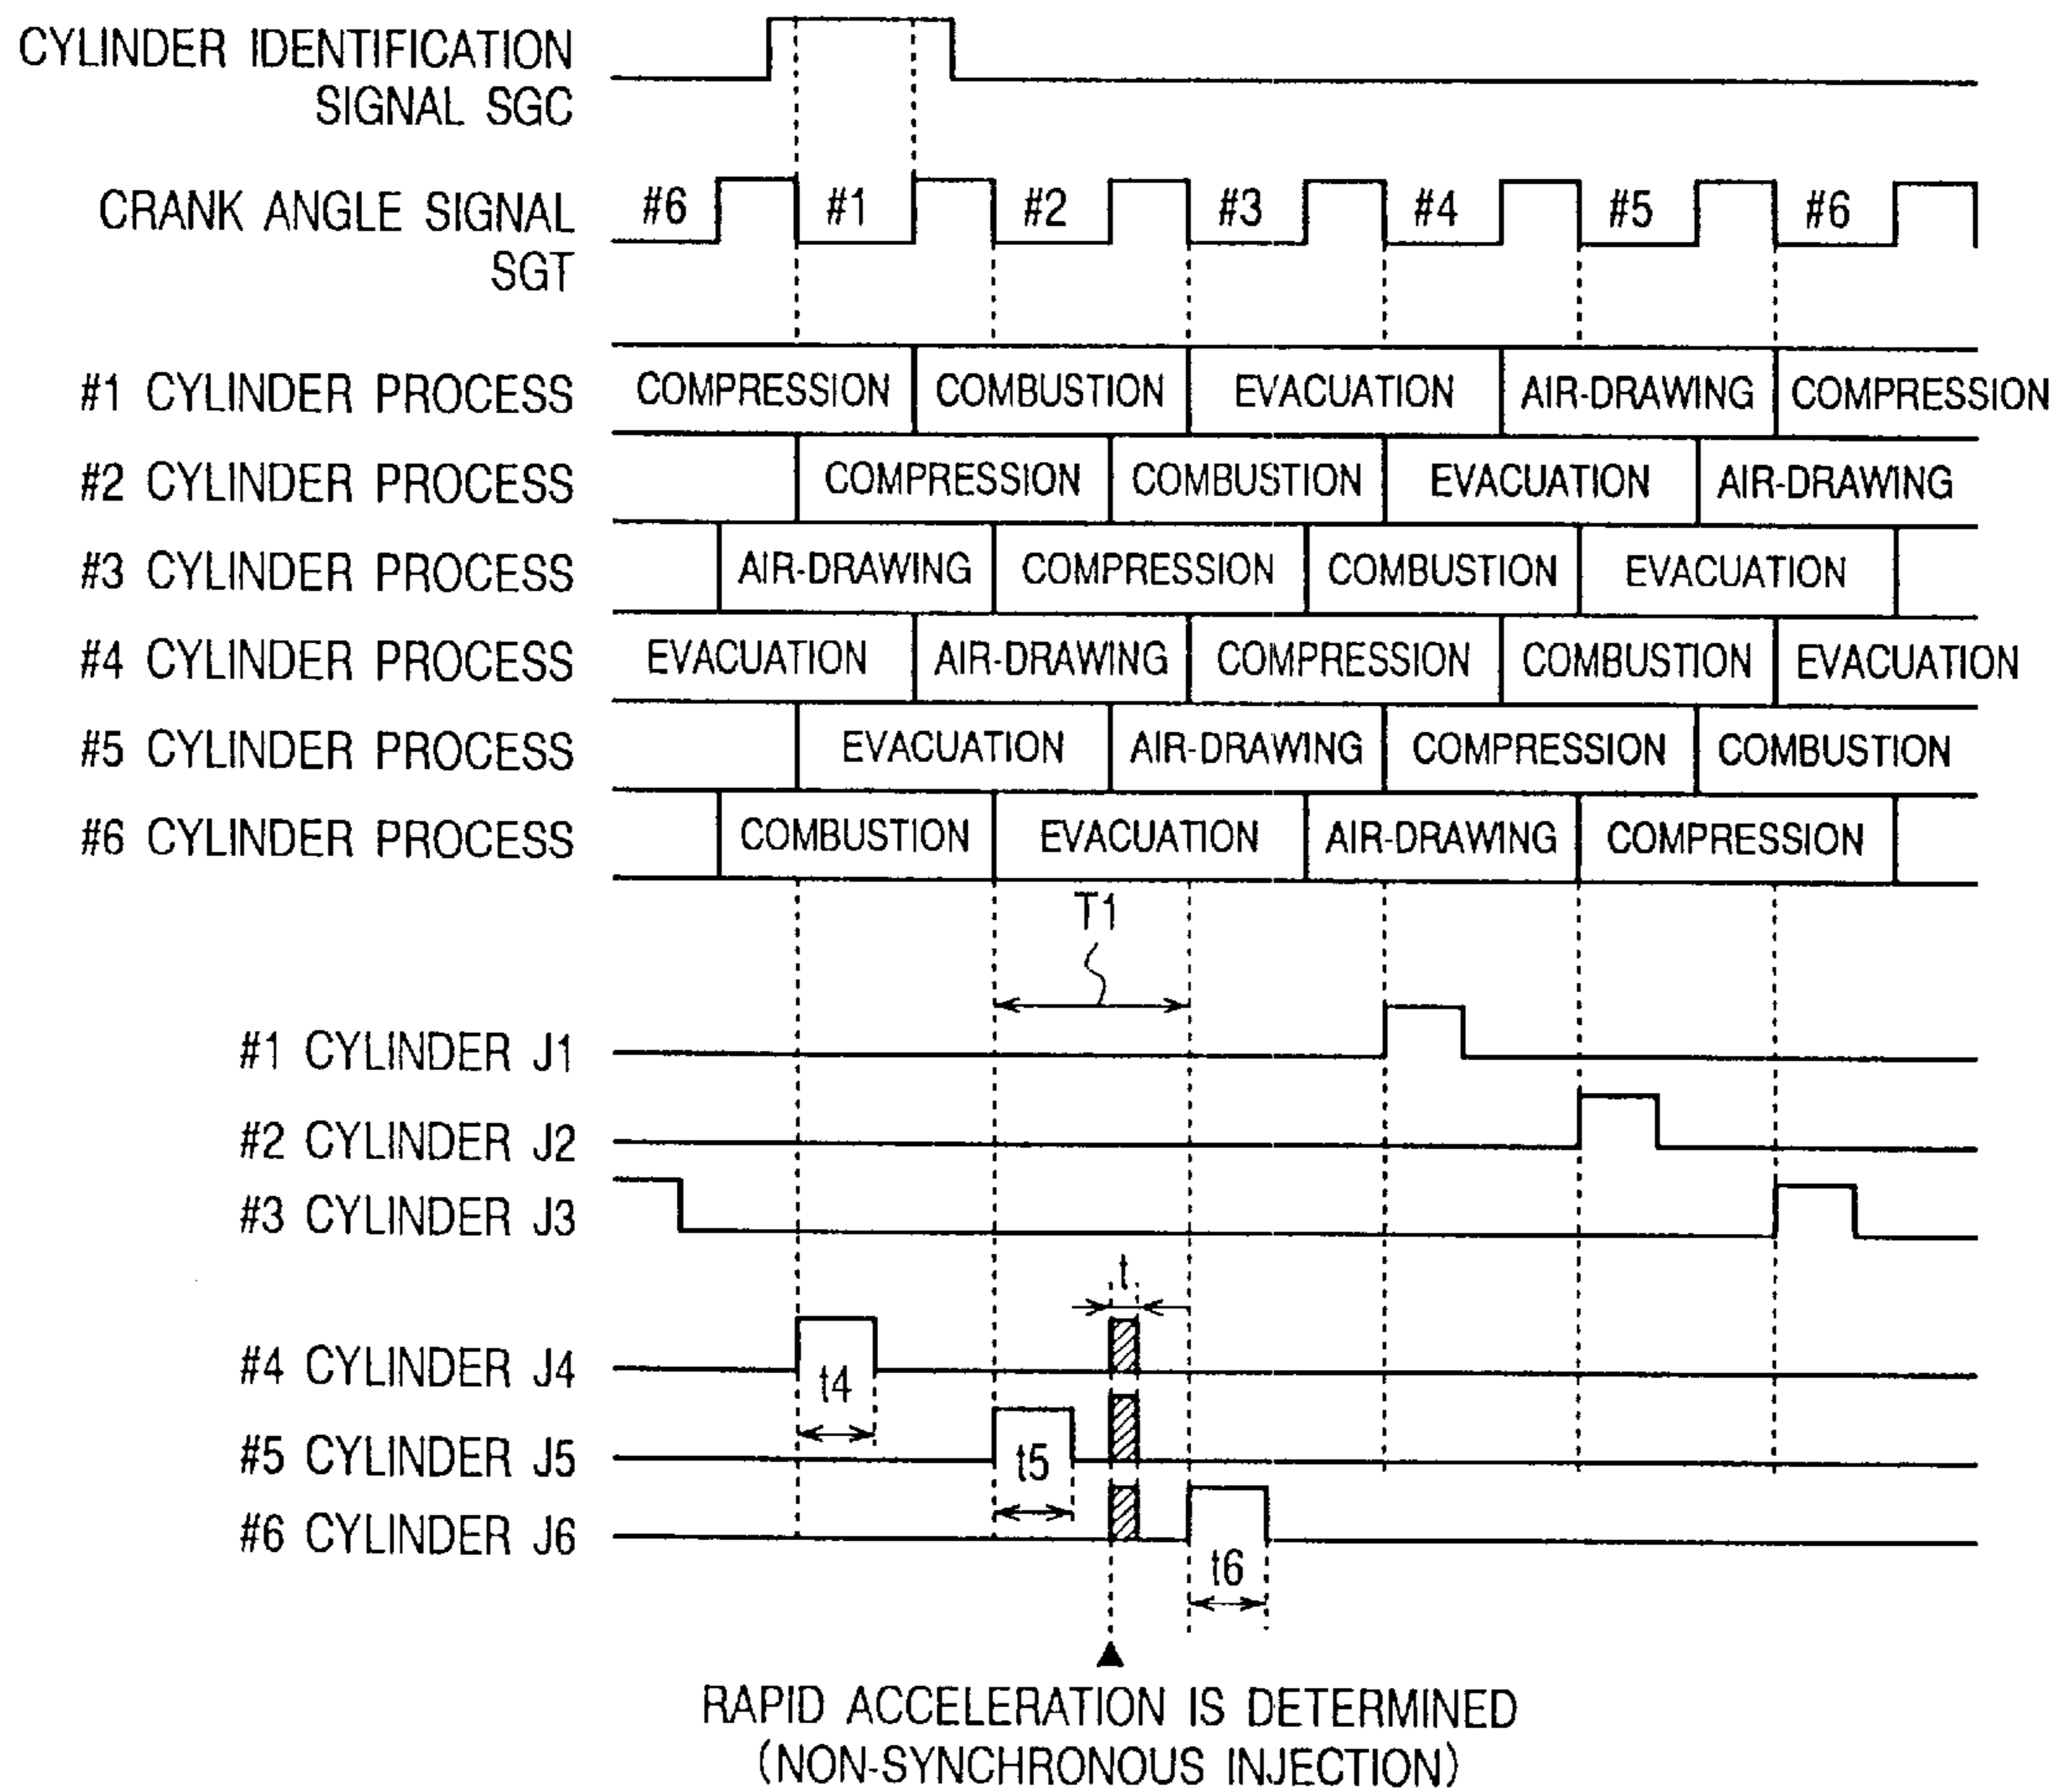 CYLINDER IDENTIFICATION
SIGNAL SGC
CRANK ANGLE SIGNAL
SGT
#6 #1 #2 #3 #4 #5 #6
#1 CYLINDER PROCESS COMPRESSION COMBUSTION EVACUATION AIR-DRAWING COMPRESSION
#2 CYLINDER PROCESS COMPRESSION COMBUSTION EVACUATION AIR-DRAWING
#3 CYLINDER PROCESS AIR-DRAWING COMPRESSION COMBUSTION EVACUATION
#4 CYLINDER PROCESS EVACUATION AIR-DRAWING COMPRESSION COMBUSTION EVACUATION
#5 CYLINDER PROCESS EVACUATION AIR-DRAWING COMPRESSION COMBUSTION
#6 CYLINDER PROCESS COMBUSTION EVACUATION AIR-DRAWING COMPRESSION
T1
#1 CYLINDER J1
#2 CYLINDER J2
#3 CYLINDER J3
t
#4 CYLINDER J4 t4
#5 CYLINDER J5 t5
#6 CYLINDER J6 t6
RAPID ACCELERATION IS DETERMINED
(NON-SYNCHRONOUS INJECTION)